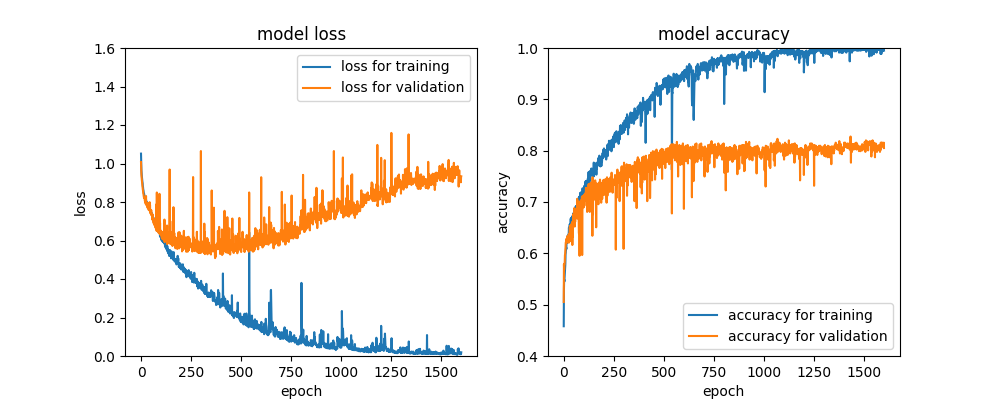 model loss
1.6
1.4
1.2
1.0
0.8
0.6
0.4
0.2
0.0
loss
loss for training
loss for validation
0 250 500 750 1000 1250 1500
epoch
model accuracy
1.0
0.9
0.8
0.7
0.6
0.5
0.4
accuracy
accuracy for training
accuracy for validation
0 250 500 750 1000 1250 1500
epoch